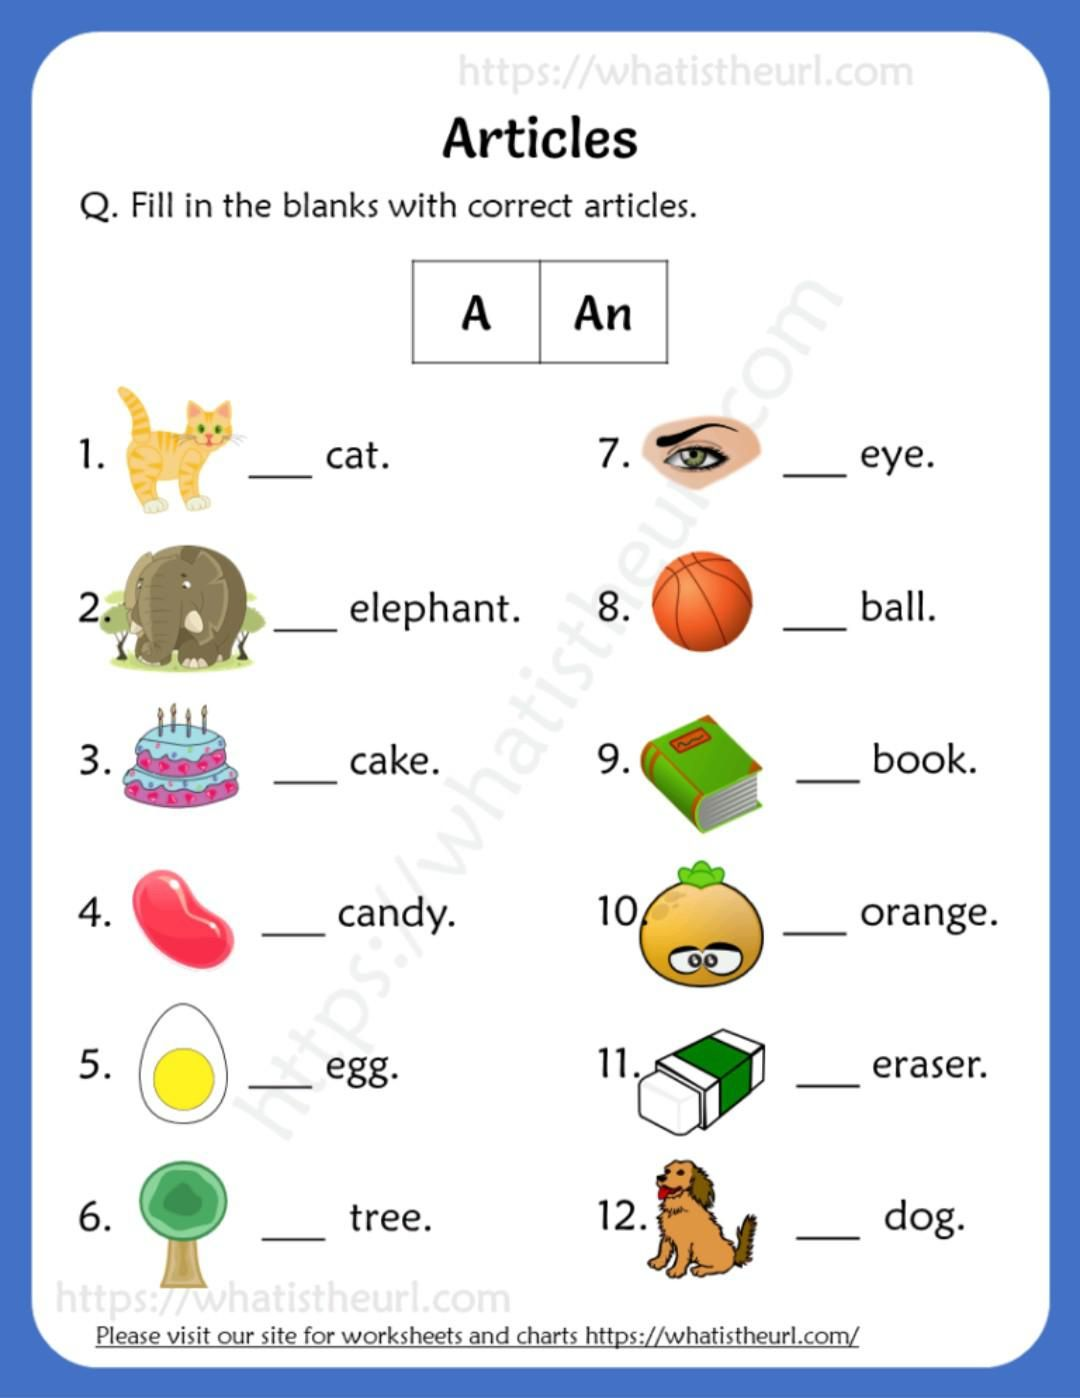 https://whatistheurl.com
Articles
Q. Fill in the blanks with correct articles.
A An
1. ___ cat.
2. ___ elephant.
3. ___ cake.
4. ___ candy.
5. ___ egg.
6. ___ tree.
7. ___ eye.
8. ___ ball.
9. ___ book.
10. ___ orange.
11. ___ eraser.
12. ___ dog.
https://whatistheurl.com
https://whatistheurl.com
Please visit our site for worksheets and charts https://whatistheurl.com/